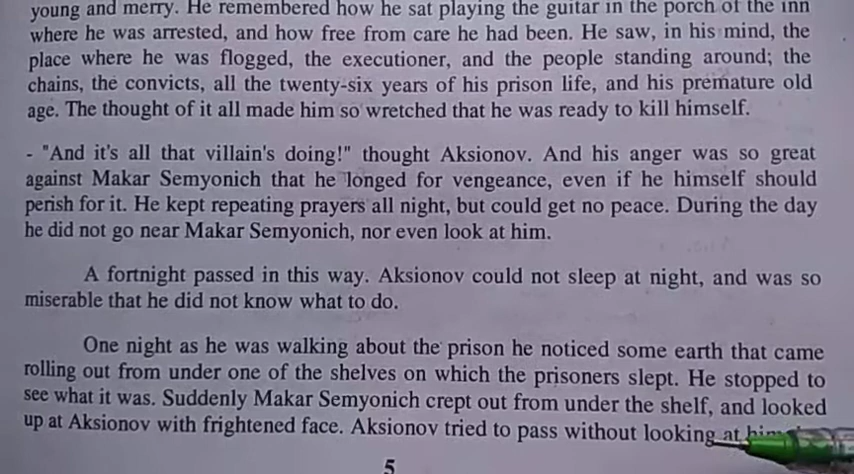 young and merry. He remembered how he sat playing the guitar in the porch of the inn
where he was arrested, and how free from care he had been. He saw, in his mind, the
place where he was flogged, the executioner, and the people standing around; the
chains, the convicts, all the twenty-six years of his prison life, and his premature old
age. The thought of it all made him so wretched that he was ready to kill himself.
- "And it's all that villain's doing!" thought Aksionov. And his anger was so great
against Makar Semyonich that he longed for vengeance, even if he himself should
perish for it. He kept repeating prayers all night, but could get no peace. During the day
he did not go near Makar Semyonich, nor even look at him.
A fortnight passed in this way. Aksionov could not sleep at night, and was so
miserable that he did not know what to do.
One night as he was walking about the prison he noticed some earth that came
rolling out from under one of the shelves on which the prisoners slept. He stopped to
see what it was. Suddenly Makar Semyonich crept out from under the shelf, and looked
up at Aksionov with frightened face. Aksionov tried to pass without looking at
5